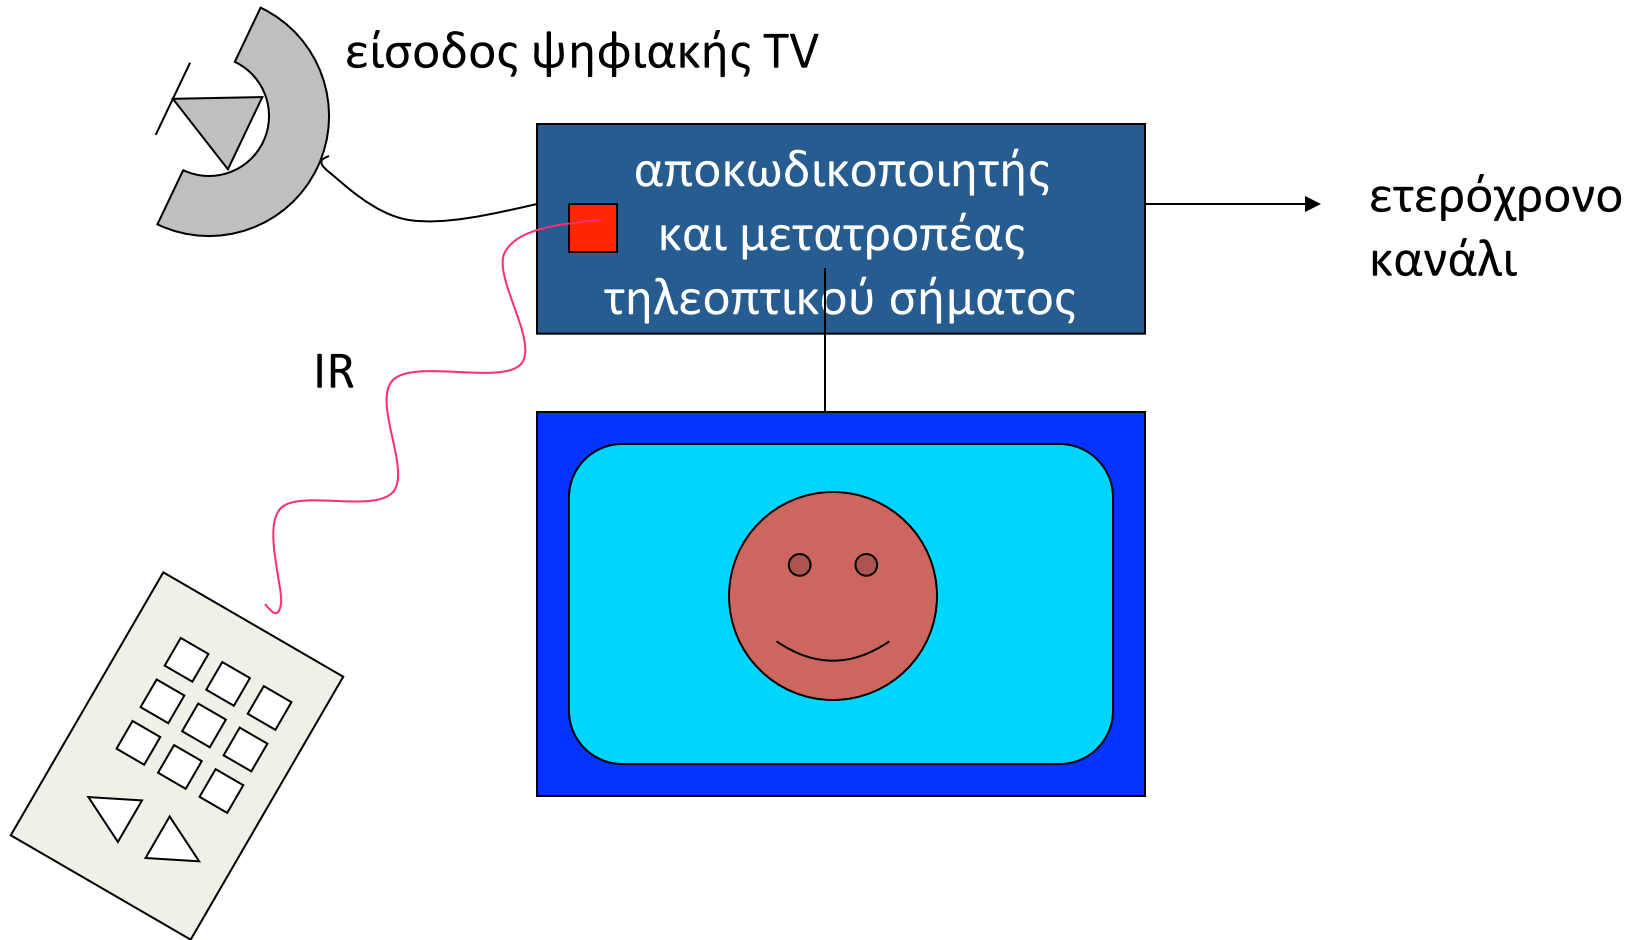 είσοδος ψηφιακής TV
αποκωδικοποιητής
και μετατροπέας
τηλεοπτικού σήματος
ετερόχρονο
κανάλι
IR